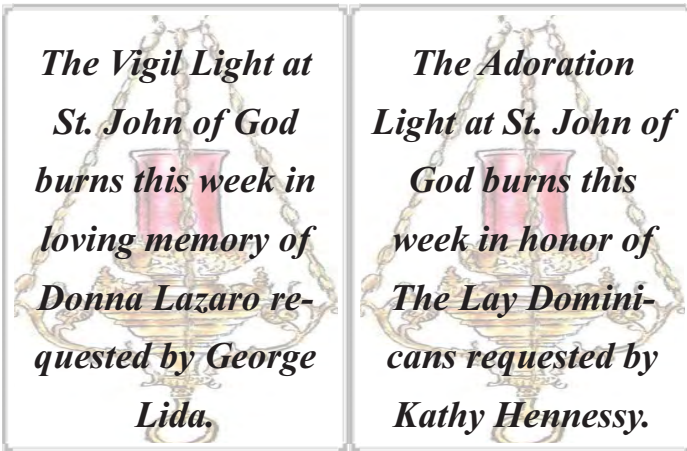 The Vigil Light at
St. John of God
burns this week in
loving memory of
Donna Lazaro re-
quested by George
Lida.
The Adoration
Light at St. John of
God burns this
week in honor of
The Lay Domini-
cans requested by
Kathy Hennessy.